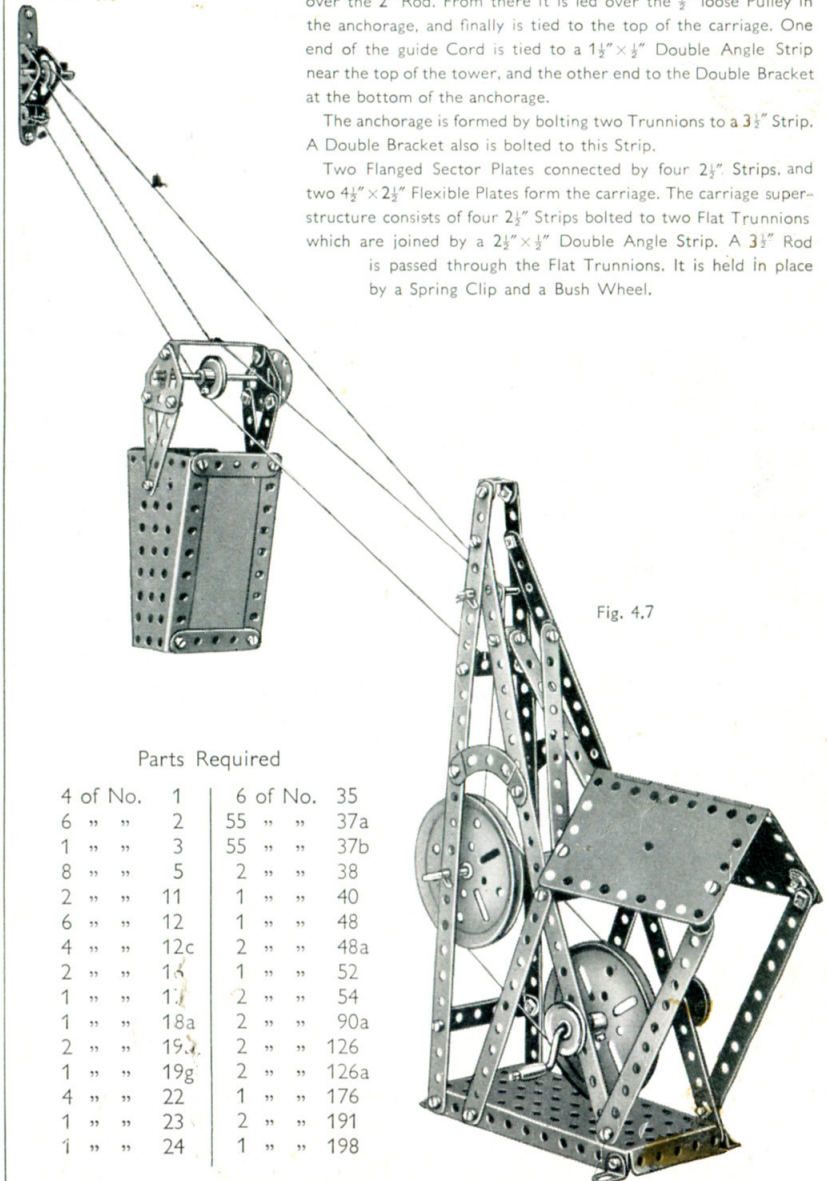 over the 2" Rod. From there it is led over the ½" loose Pulley in
the anchorage, and finally is tied to the top of the carriage. One
end of the guide Cord is tied to a 1½"×½" Double Angle Strip
near the top of the tower, and the other end to the Double Bracket
at the bottom of the anchorage.
The anchorage is formed by bolting two Trunnions to a 3½" Strip.
A Double Bracket also is bolted to this Strip.
Two Flanged Sector Plates connected by four 2½" Strips, and
two 4½"×2½" Flexible Plates form the carriage. The carriage super-
structure consists of four 2½" Strips bolted to two Flat Trunnions
which are joined by a 2½"×½" Double Angle Strip. A 3½" Rod
is passed through the Flat Trunnions. It is held in place
by a Spring Clip and a Bush Wheel.
Fig. 4.7
Parts Required
4 of No. 1 6 of No. 35
6 " " 2 55 " " 37a
1 " " 3 55 " " 37b
8 " " 5 2 " " 38
2 " " 11 1 " " 40
6 " " 12 1 " " 48
4 " " 12c 2 " " 48a
2 " " 1 " " 52
1 " " 2 " " 54
1 " " 18a 2 " " 90a
2 " " 2 " " 126
1 " " 19g 2 " " 126a
4 " " 22 1 " " 176
1 " " 23 2 " " 191
1 " " 24 1 " " 198